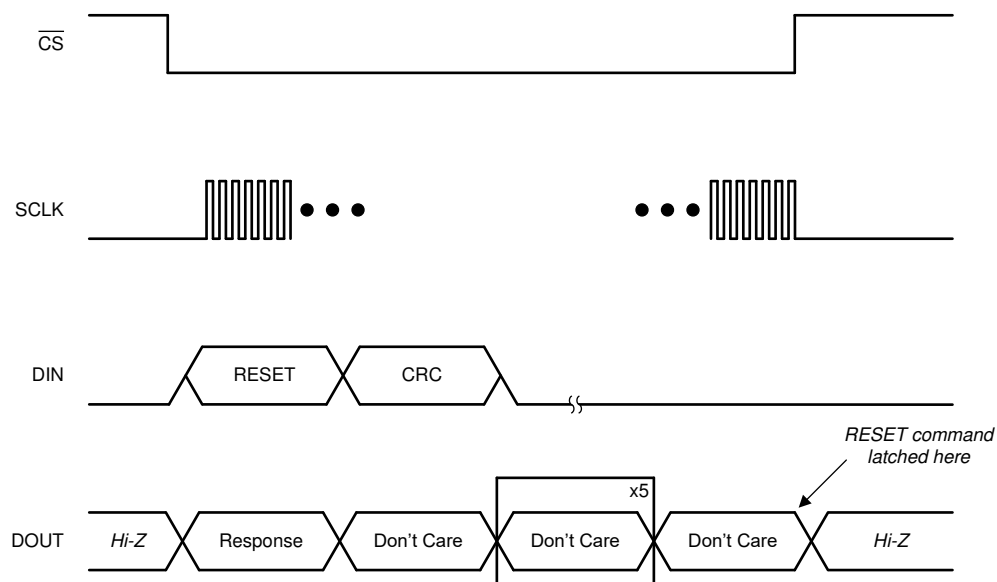 C̅S̅
SCLK
DIN
RESET
CRC
RESET command
latched here
x5
DOUT
Hi-Z
Response
Don't Care
Don't Care
Don't Care
Hi-Z